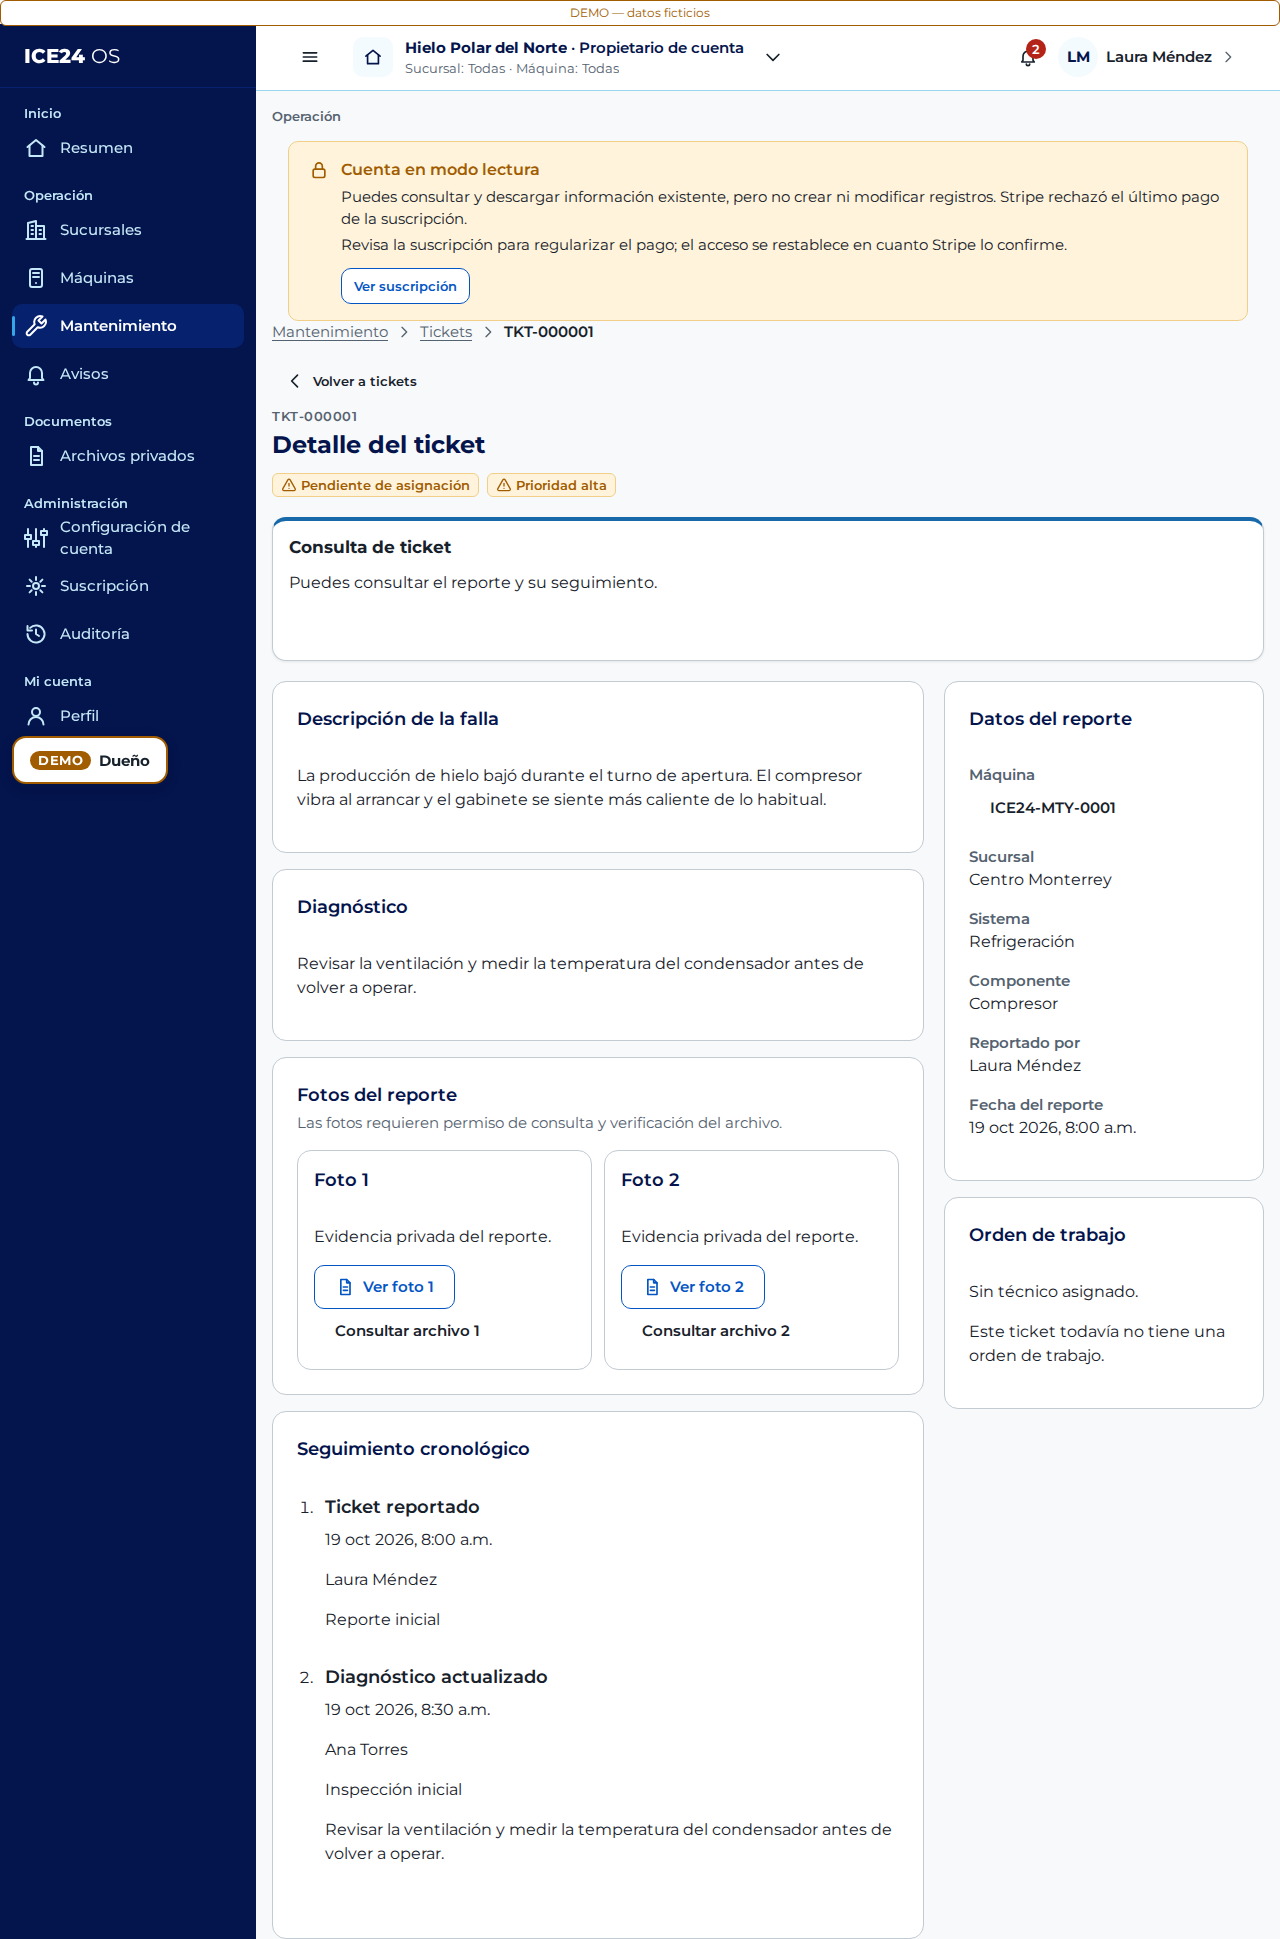 DEMO — datos ficticios
ICE24 OS
Inicio
Resumen
Operación
Sucursales
Máquinas
Mantenimiento
Avisos
Documentos
Archivos privados
Administración
Configuración de
cuenta
Suscripción
Auditoría
Mi cuenta
Perfil
DEMO Dueño
Hielo Polar del Norte · Propietario de cuenta
Sucursal: Todas · Máquina: Todas
2
LM
Laura Méndez
Operación
Cuenta en modo lectura
Puedes consultar y descargar información existente, pero no crear ni modificar registros. Stripe rechazó el último pago
de la suscripción.
Revisa la suscripción para regularizar el pago; el acceso se restablece en cuanto Stripe lo confirme.
Ver suscripción
Mantenimiento > Tickets > TKT-000001
Volver a tickets
TKT-000001
Detalle del ticket
Pendiente de asignación
Prioridad alta
Consulta de ticket
Puedes consultar el reporte y su seguimiento.
Descripción de la falla
La producción de hielo bajó durante el turno de apertura. El compresor
vibra al arrancar y el gabinete se siente más caliente de lo habitual.
Diagnóstico
Revisar la ventilación y medir la temperatura del condensador antes de
volver a operar.
Fotos del reporte
Las fotos requieren permiso de consulta y verificación del archivo.
Foto 1
Evidencia privada del reporte.
Ver foto 1
Consultar archivo 1
Foto 2
Evidencia privada del reporte.
Ver foto 2
Consultar archivo 2
Seguimiento cronológico
1. Ticket reportado
19 oct 2026, 8:00 a.m.
Laura Méndez
Reporte inicial
2. Diagnóstico actualizado
19 oct 2026, 8:30 a.m.
Ana Torres
Inspección inicial
Revisar la ventilación y medir la temperatura del condensador antes de
volver a operar.
Datos del reporte
Máquina
ICE24-MTY-0001
Sucursal
Centro Monterrey
Sistema
Refrigeración
Componente
Compresor
Reportado por
Laura Méndez
Fecha del reporte
19 oct 2026, 8:00 a.m.
Orden de trabajo
Sin técnico asignado.
Este ticket todavía no tiene una
orden de trabajo.